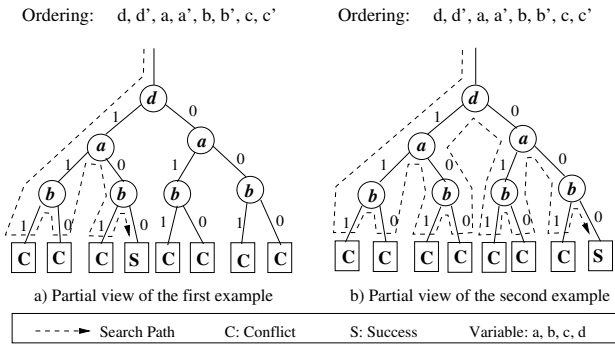 Ordering: d, d’, a, a’, b, b’, c, c’
Ordering: d, d’, a, a’, b, b’, c, c’
d
1 0
a a
1 0 1 0
b b b b
1 0 1 0 1 0 1 0
C C C S C C C C
a) Partial view of the first example
d
1 0
a a
1 0 1 0
b b b b
1 0 1 0 1 0 1 0
C C C C C C C S
b) Partial view of the second example
Search Path C: Conflict S: Success Variable: a, b, c, d